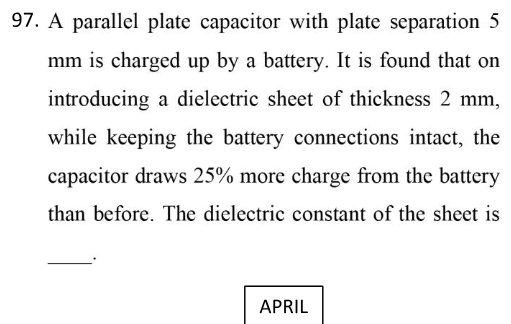 97. A parallel plate capacitor with plate separation 5
mm is charged up by a battery. It is found that on
introducing a dielectric sheet of thickness 2 mm,
while keeping the battery connections intact, the
capacitor draws 25% more charge from the battery
than before. The dielectric constant of the sheet is
_____.
APRIL